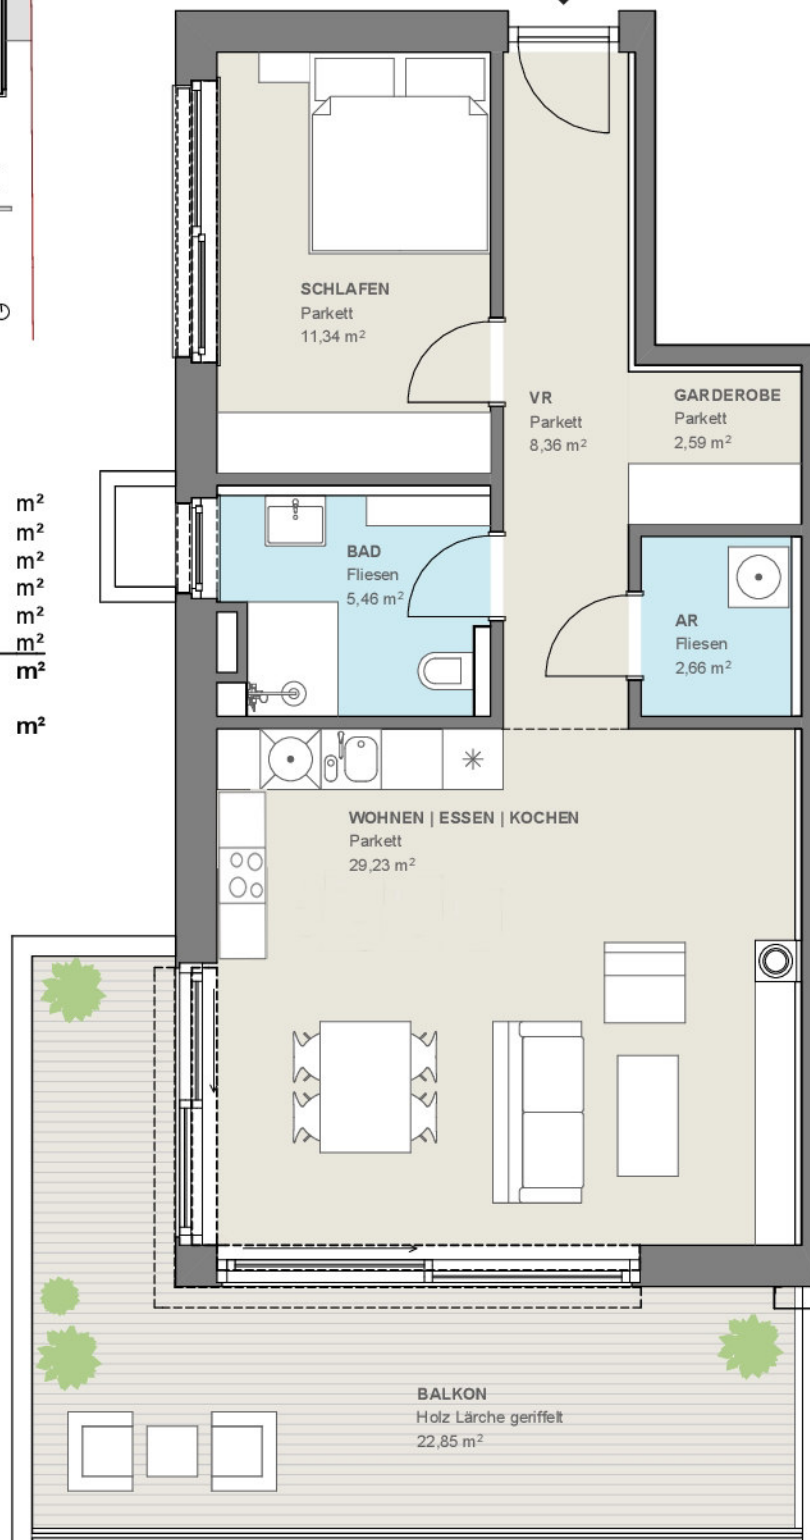 SCHLAFEN
Parkett
11,34 m²
VR
Parkett
8,36 m²
GARDEROBE
Parkett
2,59 m²
m²
m²
m²
m²
m²
m²
m²
m²
BAD
Fliesen
5,46 m²
AR
Fliesen
2,66 m²
WOHNEN | ESSEN | KOCHEN
Parkett
29,23 m²
BALKON
Holz Lärche geriffelt
22,85 m²